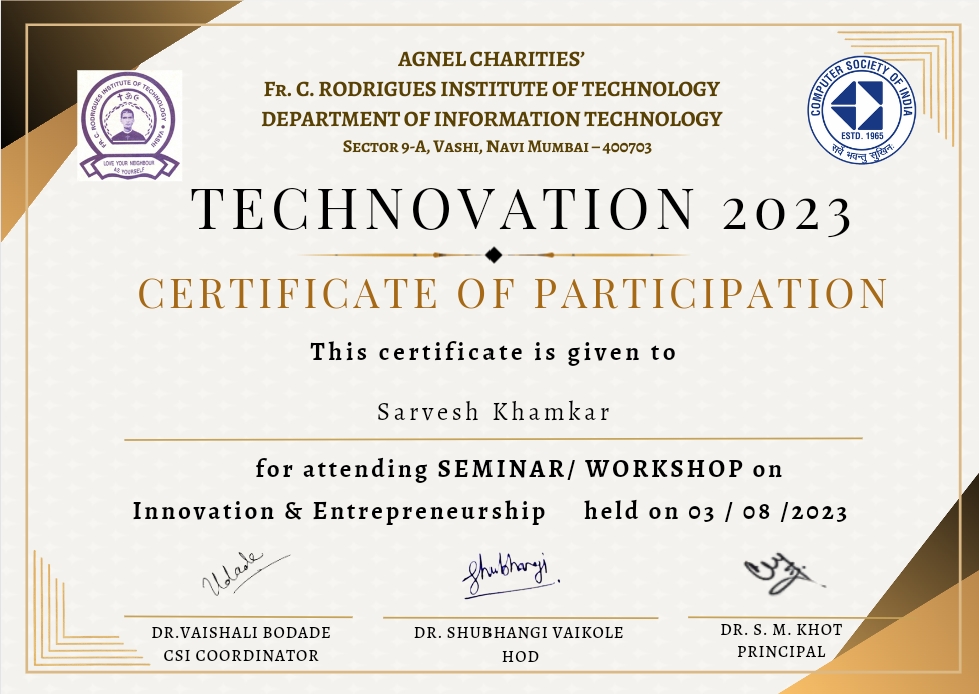 AGNEL CHARITIES'
FR. C. RODRIGUES INSTITUTE OF TECHNOLOGY
DEPARTMENT OF INFORMATION TECHNOLOGY
SECTOR 9-A, VASHI, NAVI MUMBAI – 400703
FR. C. RODRIGUES INSTITUTE OF TECHNOLOGY ★ VASHI ★
LOVE YOUR NEIGHBOUR
AS YOURSELF
COMPUTER SOCIETY OF INDIA
ESTD. 1965
सर्वे भवन्तु सुखिनः
TECHNOVATION 2023
CERTIFICATE OF PARTICIPATION
This certificate is given to
Sarvesh Khamkar
for attending SEMINAR/ WORKSHOP on
Innovation & Entrepreneurship held on 03 / 08 /2023
Shubhangi
DR.VAISHALI BODADE DR. SHUBHANGI VAIKOLE DR. S. M. KHOT
CSI COORDINATOR HOD PRINCIPAL